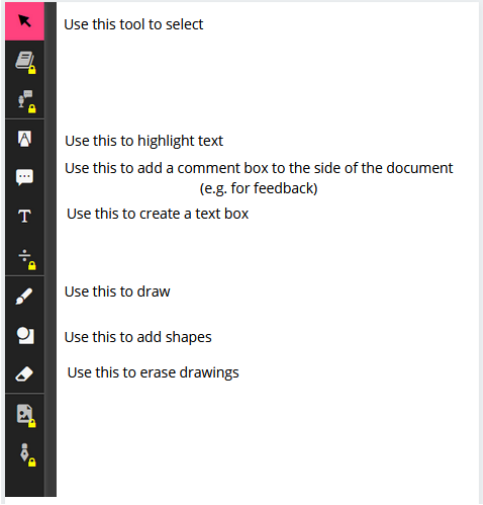 Use this tool to select
Use this to highlight text
Use this to add a comment box to the side of the document
(e.g. for feedback)
Use this to create a text box
Use this to draw
Use this to add shapes
Use this to erase drawings